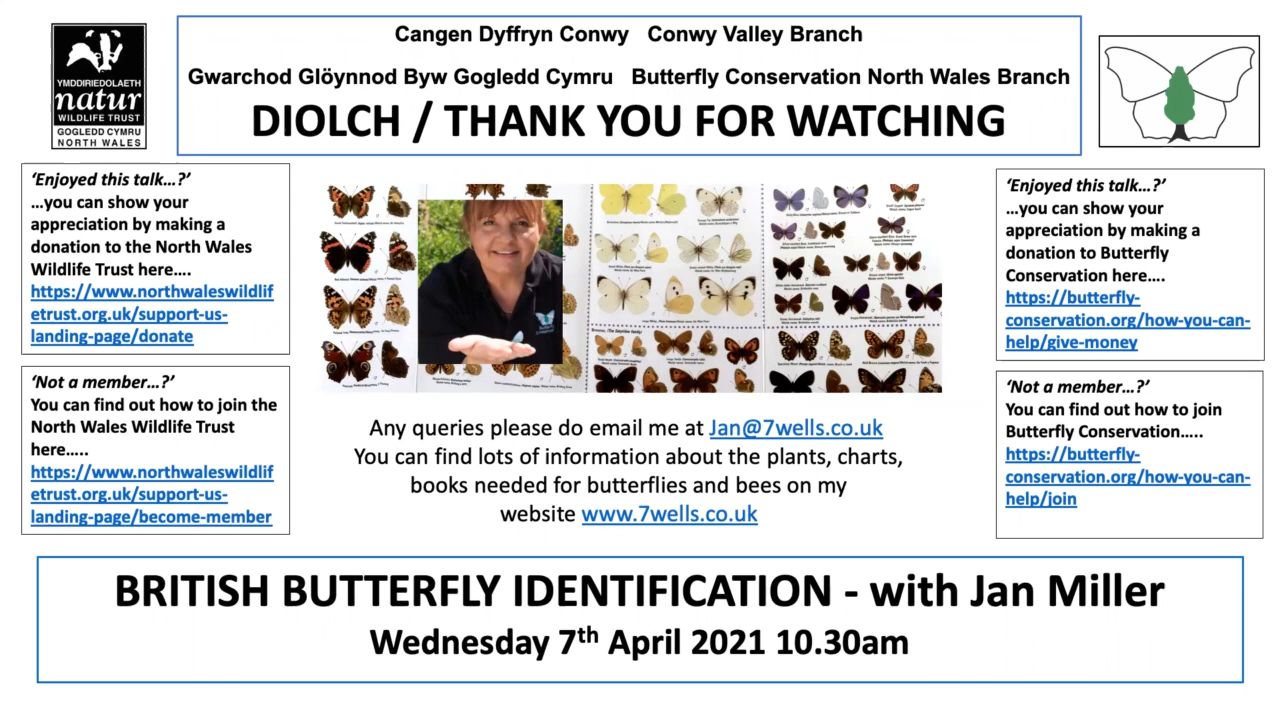 Cangen Dyffryn Conwy   Conwy Valley Branch
Gwarchod Glöynnod Byw Gogledd Cymru   Butterfly Conservation North Wales Branch
DIOLCH / THANK YOU FOR WATCHING
YMDDIRIEDOLAETH
natur
WILDLIFE TRUST
GOGLEDD CYMRU
NORTH WALES
‘Enjoyed this talk…?’
…you can show your
appreciation by making a
donation to the North Wales
Wildlife Trust here….
https://www.northwaleswildlif
etrust.org.uk/support-us-
landing-page/donate
‘Not a member…?’
You can find out how to join the
North Wales Wildlife Trust
here…..
https://www.northwaleswildlif
etrust.org.uk/support-us-
landing-page/become-member
Any queries please do email me at Jan@7wells.co.uk
You can find lots of information about the plants, charts,
books needed for butterflies and bees on my
website www.7wells.co.uk
‘Enjoyed this talk…?’
…you can show your
appreciation by making a
donation to Butterfly
Conservation here….
https://butterfly-
conservation.org/how-you-can-
help/give-money
‘Not a member…?’
You can find out how to join
Butterfly Conservation…..
https://butterfly-
conservation.org/how-you-can-
help/join
BRITISH BUTTERFLY IDENTIFICATION - with Jan Miller
Wednesday 7th April 2021 10.30am